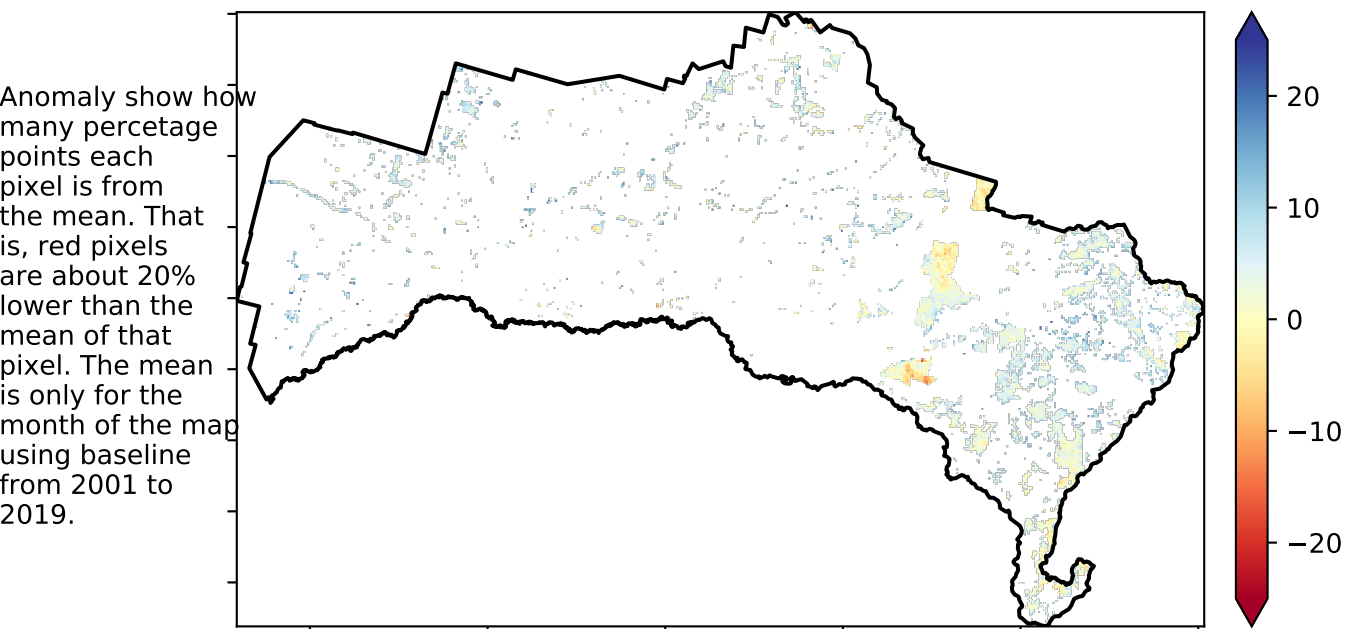 Anomaly show how
many percetage
points each
pixel is from
the mean. That
is, red pixels
are about 20%
lower than the
mean of that
pixel. The mean
is only for the
month of the map
using baseline
from 2001 to
2019.
20
10
0
−10
−20